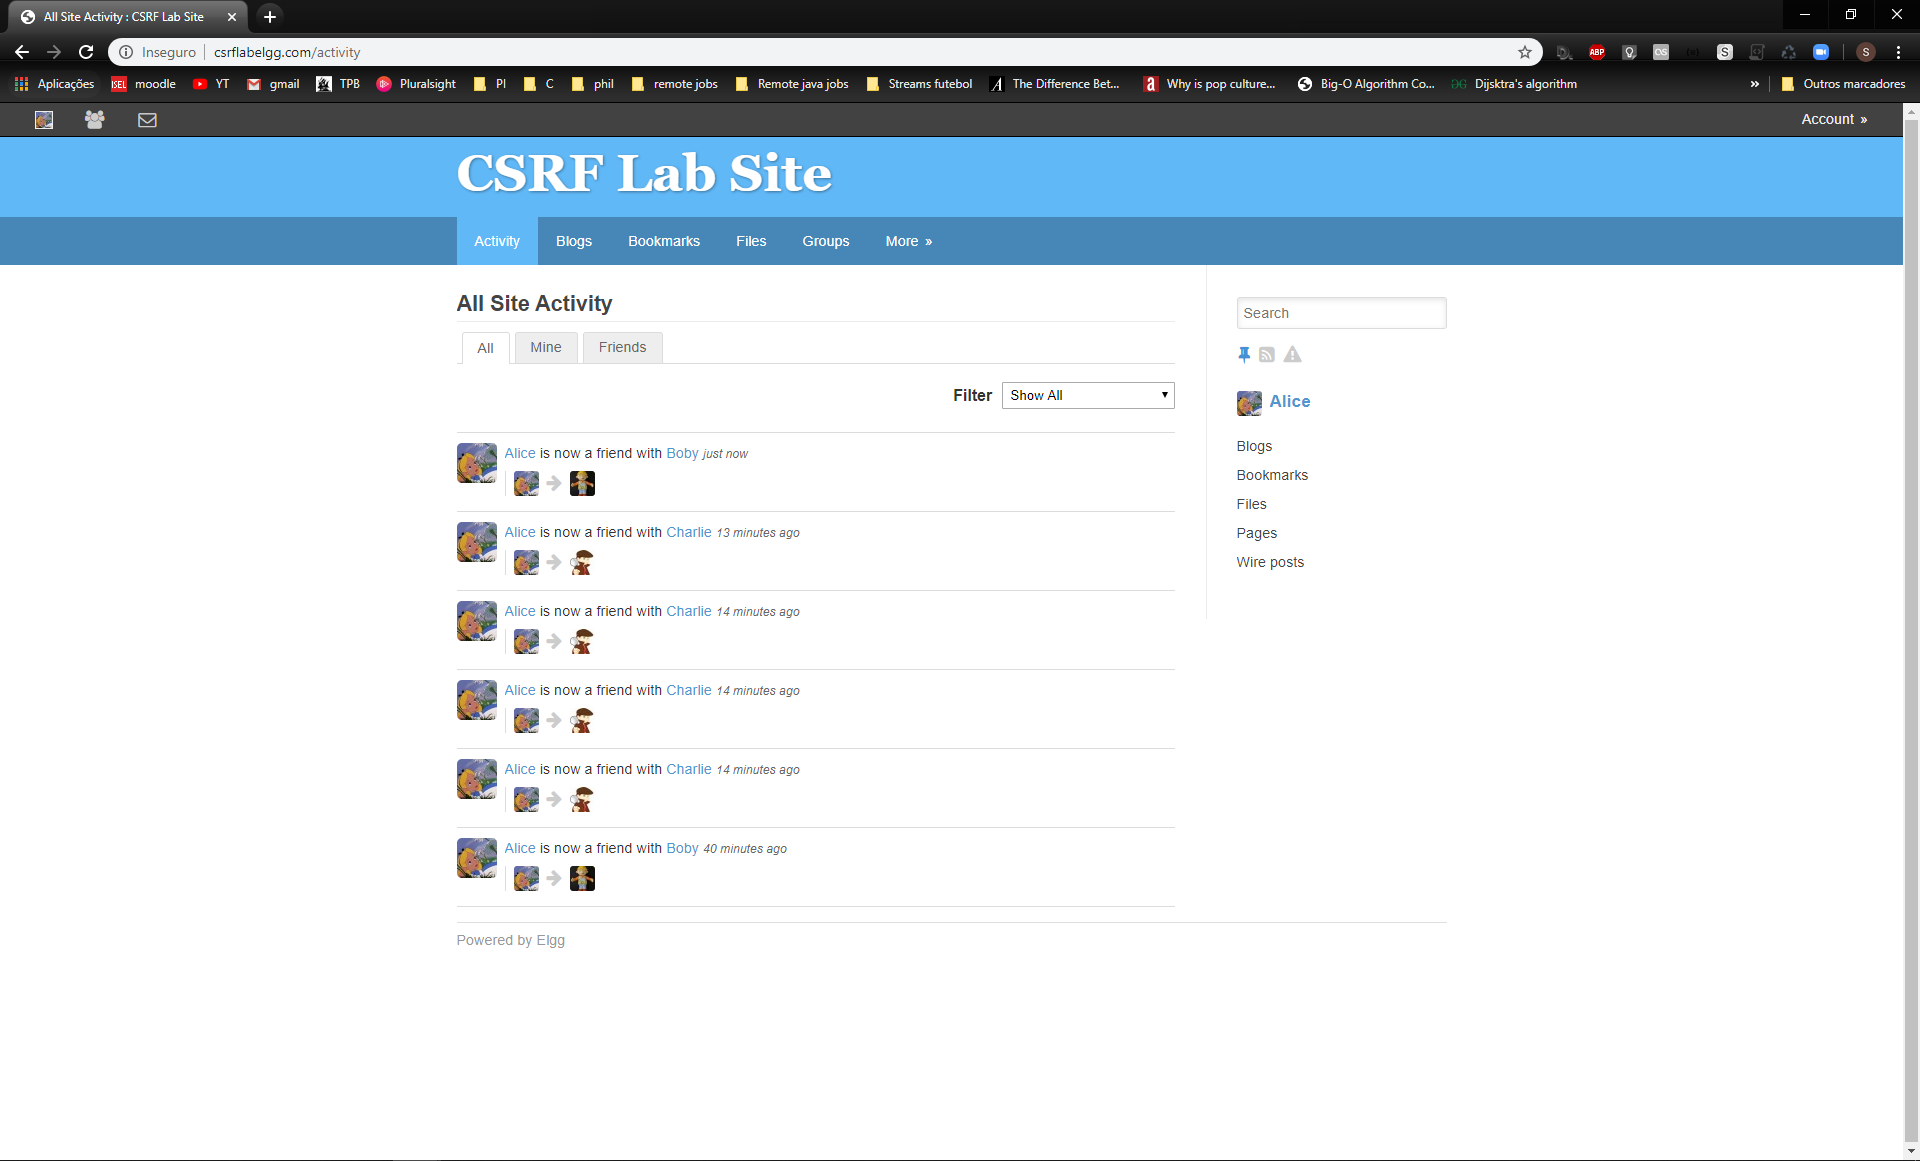 All Site Activity : CSRF Lab Site
Inseguro csrflabelgg.com/activity
ABP S S
Aplicações ISEL moodle YT gmail TPB Pluralsight PI C phil remote jobs Remote java jobs Streams futebol A The Difference Bet... a Why is pop culture... Big-O Algorithm Co... Dijsktra's algorithm » Outros marcadores
Account »
CSRF Lab Site
Activity Blogs Bookmarks Files Groups More »
All Site Activity
All Mine Friends
Filter Show All
Alice is now a friend with Boby just now
Alice is now a friend with Charlie 13 minutes ago
Alice is now a friend with Charlie 14 minutes ago
Alice is now a friend with Charlie 14 minutes ago
Alice is now a friend with Charlie 14 minutes ago
Alice is now a friend with Boby 40 minutes ago
Search
Alice
Blogs
Bookmarks
Files
Pages
Wire posts
Powered by Elgg